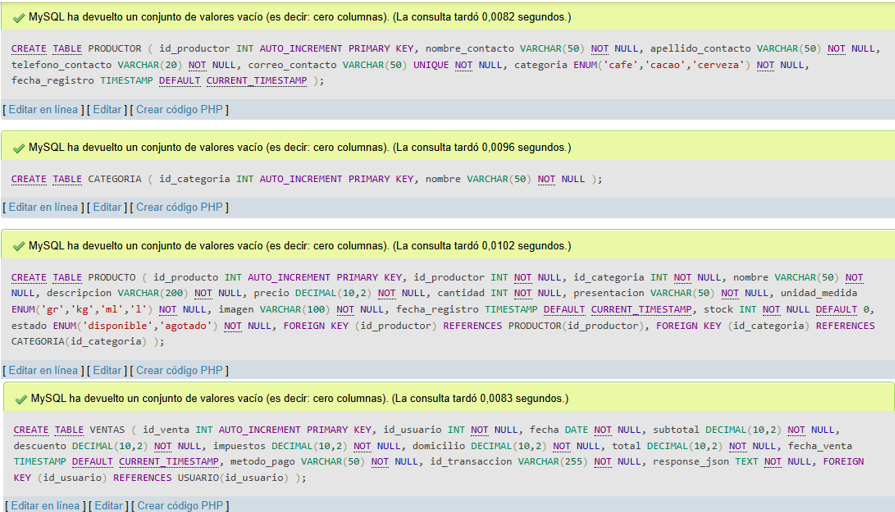 MySQL ha devuelto un conjunto de valores vacío (es decir: cero columnas). (La consulta tardó 0,0082 segundos.)
CREATE TABLE PRODUCTOR ( id_productor INT AUTO_INCREMENT PRIMARY KEY, nombre_contacto VARCHAR(50) NOT NULL, apellido_contacto VARCHAR(50) NOT NULL,
telefono_contacto VARCHAR(20) NOT NULL, correo_contacto VARCHAR(50) UNIQUE NOT NULL, categoria ENUM('cafe','cacao','cerveza') NOT NULL,
fecha_registro TIMESTAMP DEFAULT CURRENT_TIMESTAMP );
[ Editar en línea ] [ Editar ] [ Crear código PHP ]
MySQL ha devuelto un conjunto de valores vacío (es decir: cero columnas). (La consulta tardó 0,0096 segundos.)
CREATE TABLE CATEGORIA ( id_categoria INT AUTO_INCREMENT PRIMARY KEY, nombre VARCHAR(50) NOT NULL );
[ Editar en línea ] [ Editar ] [ Crear código PHP ]
MySQL ha devuelto un conjunto de valores vacío (es decir: cero columnas). (La consulta tardó 0,0102 segundos.)
CREATE TABLE PRODUCTO ( id_producto INT AUTO_INCREMENT PRIMARY KEY, id_productor INT NOT NULL, id_categoria INT NOT NULL, nombre VARCHAR(50) NOT
NULL, descripcion VARCHAR(200) NOT NULL, precio DECIMAL(10,2) NOT NULL, cantidad INT NOT NULL, presentacion VARCHAR(50) NOT NULL, unidad_medida
ENUM('gr','kg','ml','l') NOT NULL, imagen VARCHAR(100) NOT NULL, fecha_registro TIMESTAMP DEFAULT CURRENT_TIMESTAMP, stock INT NOT NULL DEFAULT 0,
estado ENUM('disponible','agotado') NOT NULL, FOREIGN KEY (id_productor) REFERENCES PRODUCTOR(id_productor), FOREIGN KEY (id_categoria) REFERENCES
CATEGORIA(id_categoria) );
[ Editar en línea ] [ Editar ] [ Crear código PHP ]
MySQL ha devuelto un conjunto de valores vacío (es decir: cero columnas). (La consulta tardó 0,0083 segundos.)
CREATE TABLE VENTAS ( id_venta INT AUTO_INCREMENT PRIMARY KEY, id_usuario INT NOT NULL, fecha DATE NOT NULL, subtotal DECIMAL(10,2) NOT NULL,
descuento DECIMAL(10,2) NOT NULL, impuestos DECIMAL(10,2) NOT NULL, domicilio DECIMAL(10,2) NOT NULL, total DECIMAL(10,2) NOT NULL, fecha_venta
TIMESTAMP DEFAULT CURRENT_TIMESTAMP, metodo_pago VARCHAR(50) NOT NULL, id_transaccion VARCHAR(255) NOT NULL, response_json TEXT NOT NULL, FOREIGN
KEY (id_usuario) REFERENCES USUARIO(id_usuario) );
[ Editar en línea ] [ Editar ] [ Crear código PHP ]